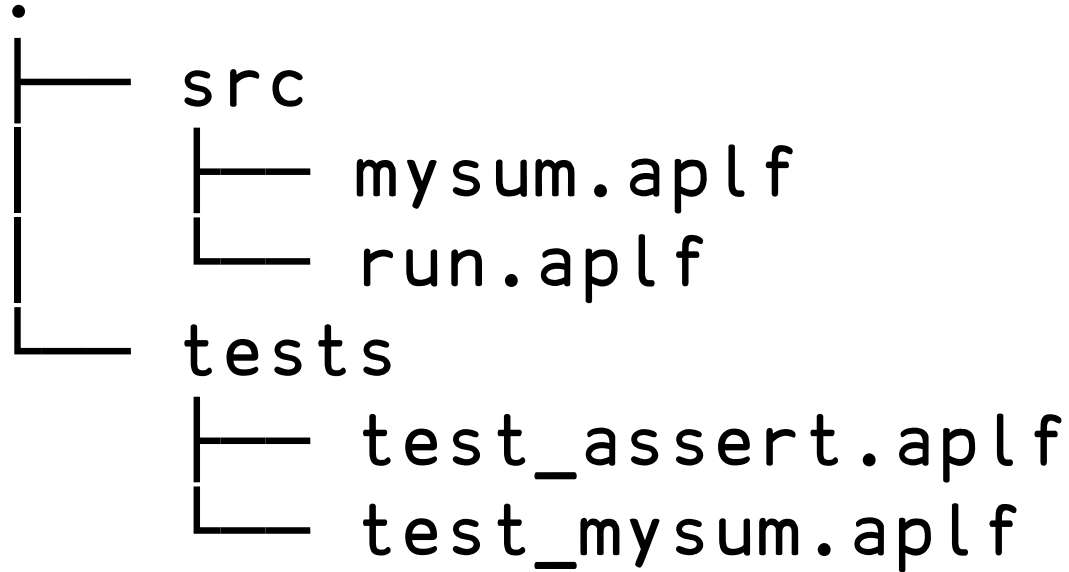 .
├── src
│   ├── mysum.aplf
│   └── run.aplf
└── tests
    ├── test_assert.aplf
    └── test_mysum.aplf